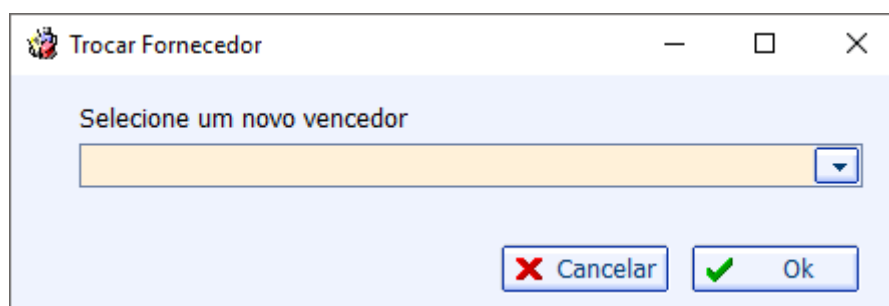 Trocar Fornecedor
Selecione um novo vencedor
Cancelar Ok